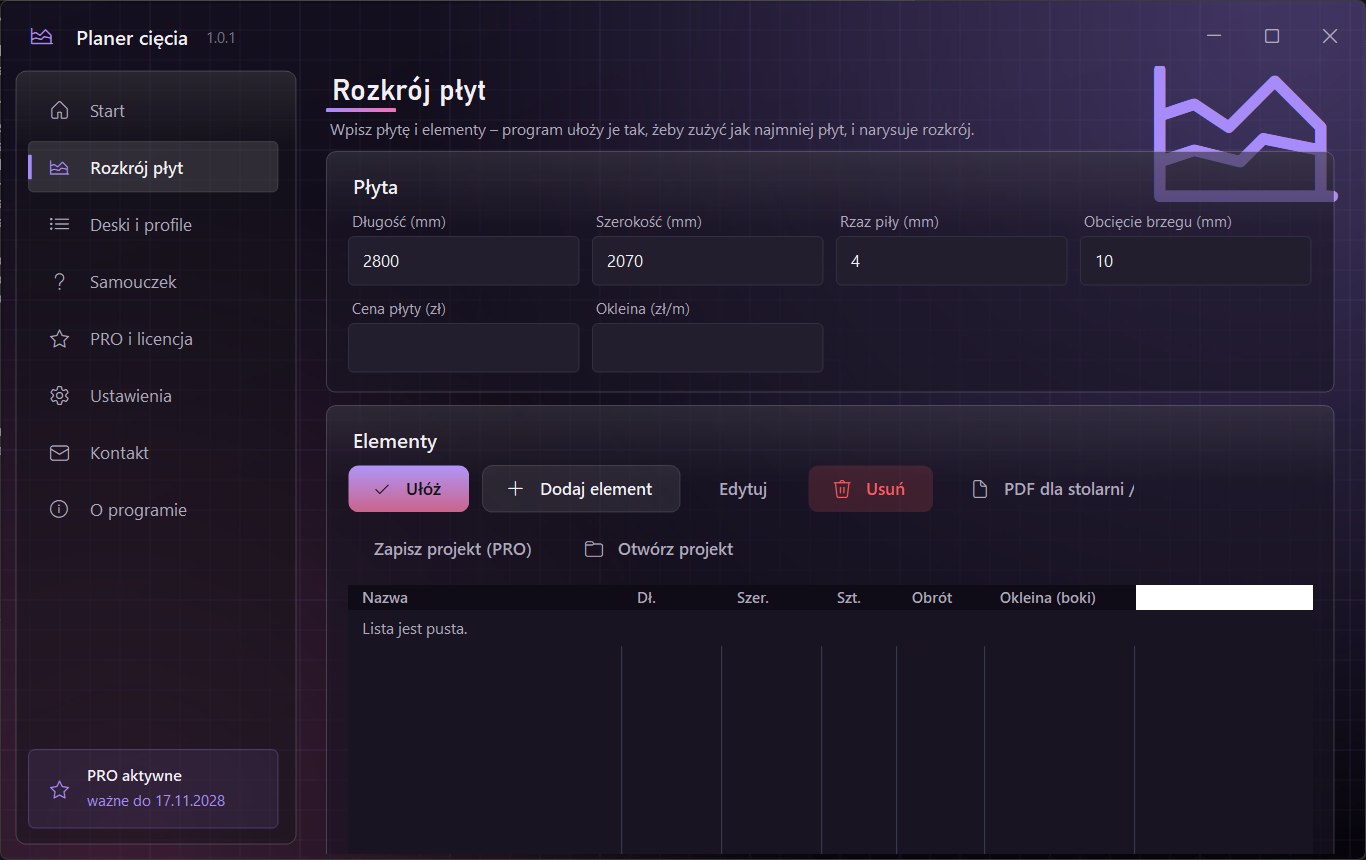 Planer cięcia 1.0.1
Start
Rozkrój płyt
Deski i profile
Samouczek
PRO i licencja
Ustawienia
Kontakt
O programie
PRO aktywne
ważne do 17.11.2028
Rozkrój płyt
Wpisz płytę i elementy – program ułoży je tak, żeby zużyć jak najmniej płyt, i narysuje rozkrój.
Płyta
Długość (mm) Szerokość (mm) Rzaz piły (mm) Obcięcie brzegu (mm)
2800 2070 4 10
Cena płyty (zł) Okleina (zł/m)
Elementy
Ułóż Dodaj element Edytuj Usuń PDF dla stolarni /
Zapisz projekt (PRO) Otwórz projekt
Nazwa Dł. Szer. Szt. Obrót Okleina (boki)
Lista jest pusta.